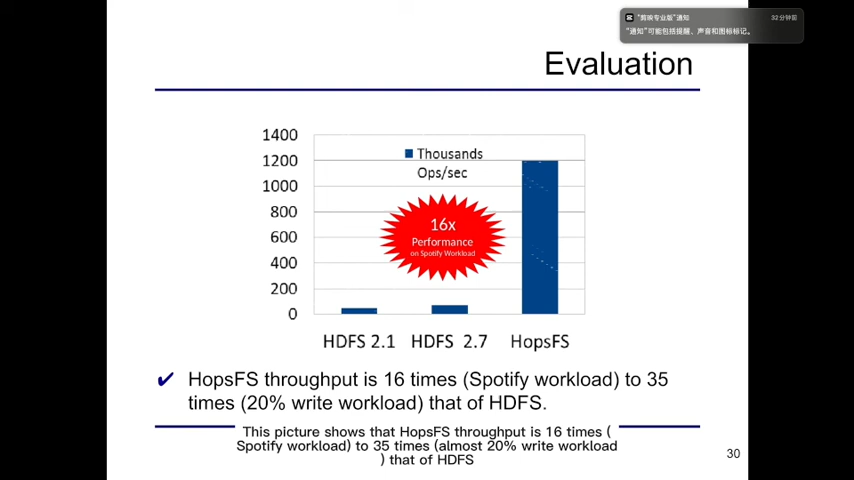 "剪映专业版"通知
32分钟前
"通知"可能包括提醒、声音和图标标记。
Evaluation
1400
1200
1000
800
600
400
200
0
Thousands
Ops/sec
16x
Performance
on Spotify Workload
HDFS 2.1 HDFS 2.7 HopsFS
✔ HopsFS throughput is 16 times (Spotify workload) to 35
times (20% write workload) that of HDFS.
This picture shows that HopsFS throughput is 16 times (
Spotify workload) to 35 times (almost 20% write workload
) that of HDFS
30